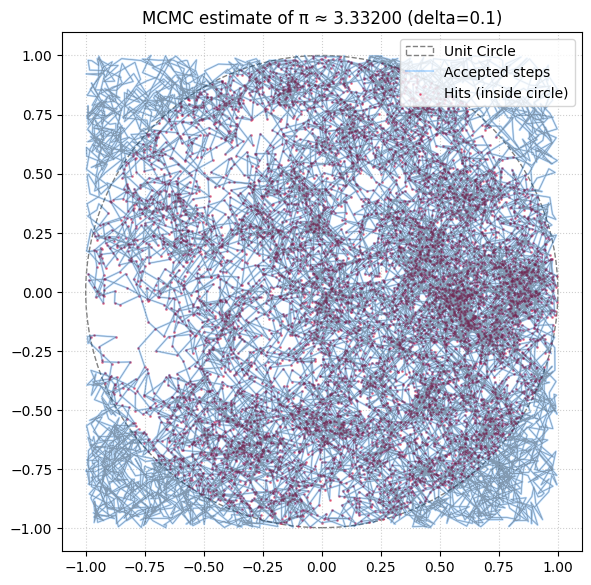 MCMC estimate of π ≈ 3.33200 (delta=0.1)
Unit Circle
Accepted steps
Hits (inside circle)
1.00
0.75
0.50
0.25
0.00
−0.25
−0.50
−0.75
−1.00
−1.00 −0.75 −0.50 −0.25 0.00 0.25 0.50 0.75 1.00